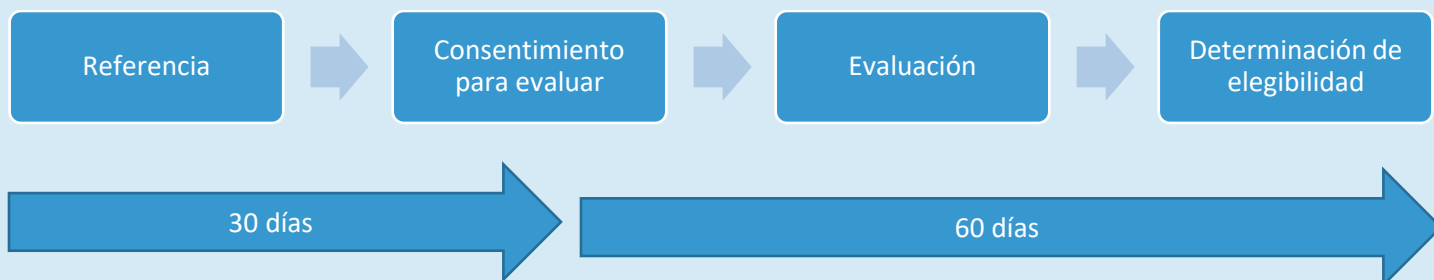 Referencia
Consentimiento
para evaluar
Evaluación
Determinación de
elegibilidad
30 días
60 días